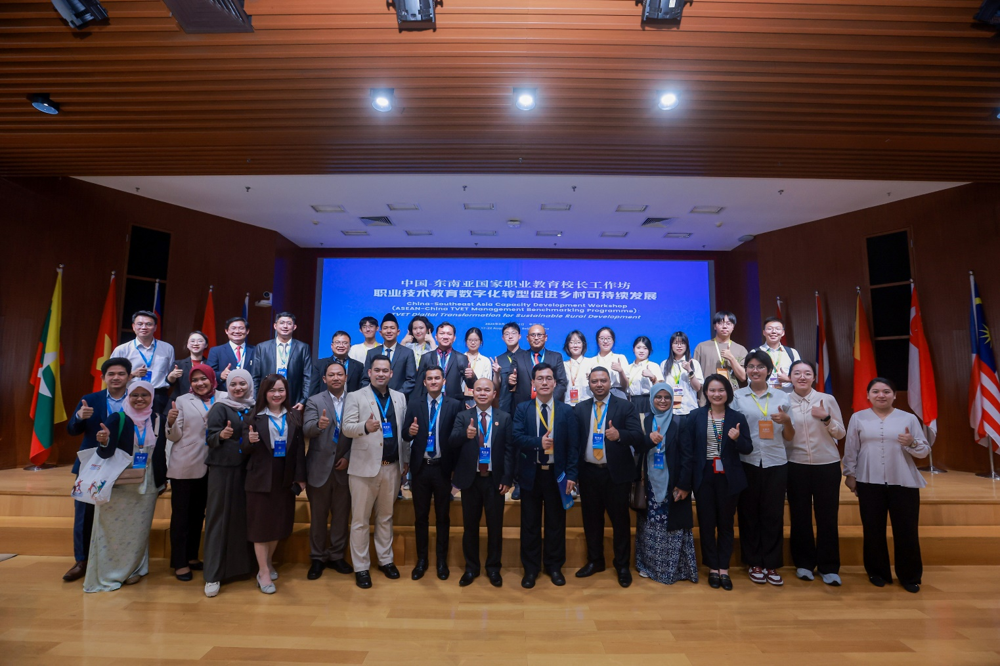 中国-东南亚国家职业教育校长工作坊
职业技术教育数字化转型促进乡村可持续发展
China-Southeast Asia Capacity Development Workshop
(ASEAN-China TVET Management Benchmarking Programme)
TVET Digital Transformation for Sustainable Rural Development